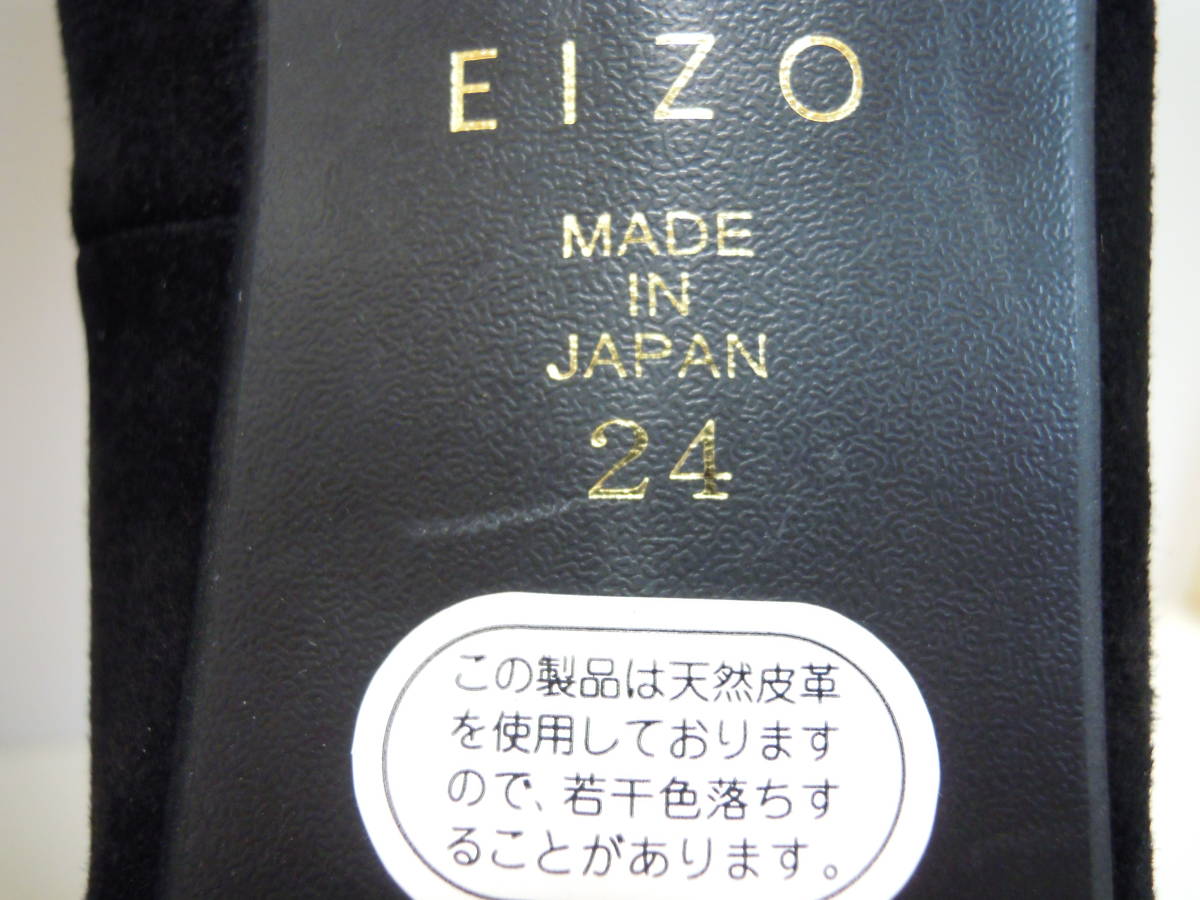 EIZO
MADE
IN
JAPAN
24
この製品は天然皮革
を使用しております
ので、若干色落ちす
ることがあります。